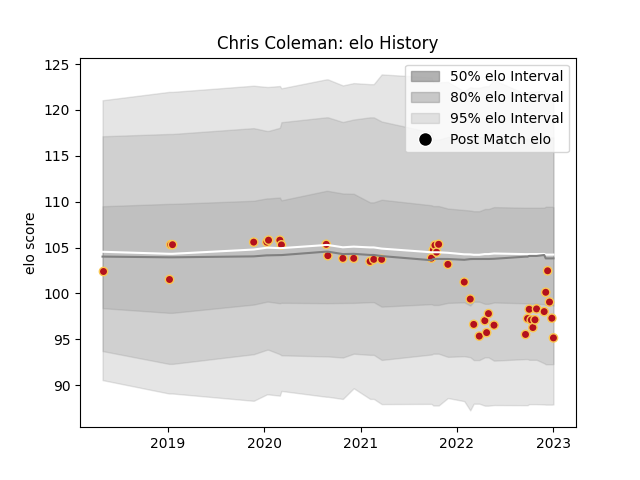 Chris Coleman: elo History
50% elo Interval
80% elo Interval
95% elo Interval
Post Match elo
elo score
125
120
115
110
105
100
95
90
2019 2020 2021 2022 2023